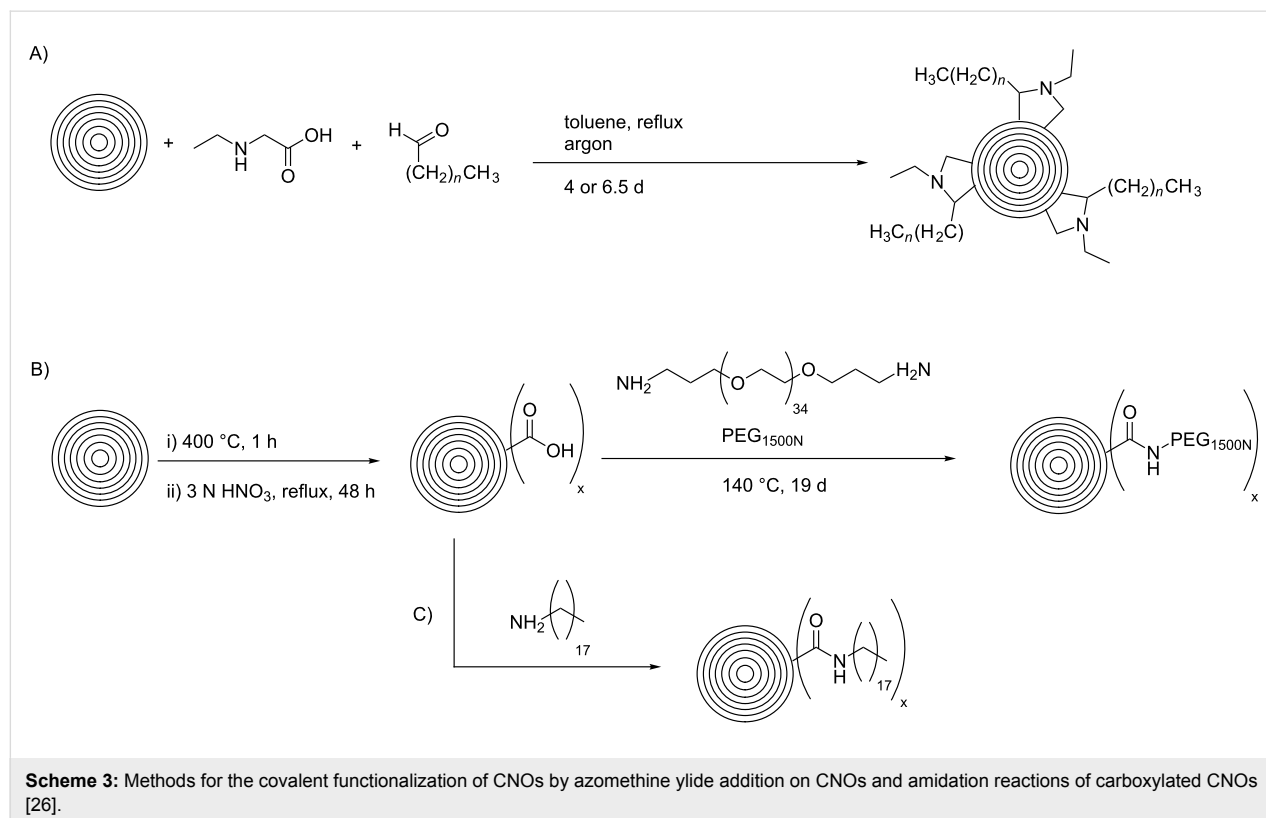 A)
+
N
H
OH
O
+
H
O
(CH₂)ₙCH₃
toluene, reflux
argon
4 or 6.5 d
H₃C(H₂C)ₙ
N
N
H₃Cₙ(H₂C)
(CH₂)ₙCH₃
N
B)
i) 400 °C, 1 h
ii) 3 N HNO₃, reflux, 48 h
O
OH
x
NH₂
O
34
O
H₂N
PEG₁₅₀₀N
140 °C, 19 d
O
N
H
PEG₁₅₀₀N
x
C)
NH₂
17
O
N
H
17
x
Scheme 3: Methods for the covalent functionalization of CNOs by azomethine ylide addition on CNOs and amidation reactions of carboxylated CNOs
[26].